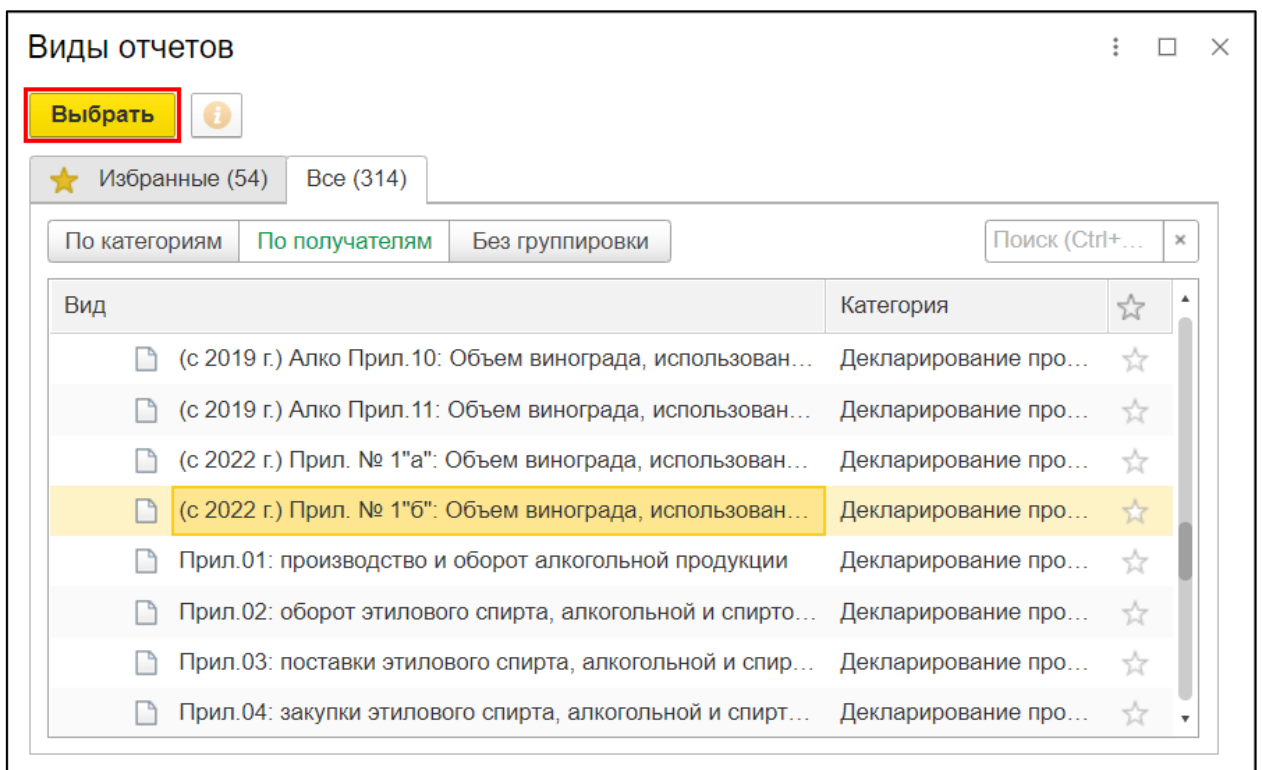 Виды отчетов
Выбрать
Избранные (54) Все (314)
По категориям По получателям Без группировки Поиск (Ctrl+... ×
Вид Категория
(с 2019 г.) Алко Прил.10: Объем винограда, использован... Декларирование про...
(с 2019 г.) Алко Прил.11: Объем винограда, использован... Декларирование про...
(с 2022 г.) Прил. № 1"а": Объем винограда, использован... Декларирование про...
(с 2022 г.) Прил. № 1"б": Объем винограда, использован... Декларирование про...
Прил.01: производство и оборот алкогольной продукции Декларирование про...
Прил.02: оборот этилового спирта, алкогольной и спирто... Декларирование про...
Прил.03: поставки этилового спирта, алкогольной и спир... Декларирование про...
Прил.04: закупки этилового спирта, алкогольной и спирт... Декларирование про...